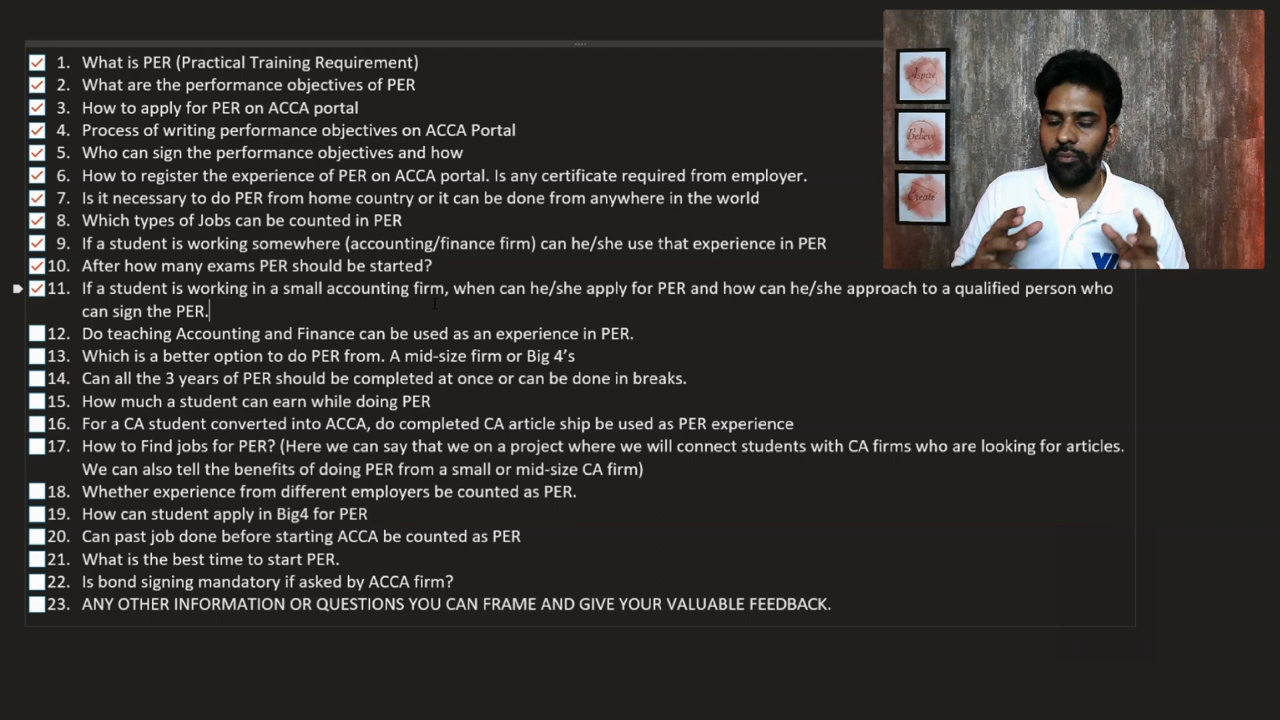 1. What is PER (Practical Training Requirement)
2. What are the performance objectives of PER
3. How to apply for PER on ACCA portal
4. Process of writing performance objectives on ACCA Portal
5. Who can sign the performance objectives and how
6. How to register the experience of PER on ACCA portal. Is any certificate required from employer.
7. Is it necessary to do PER from home country or it can be done from anywhere in the world
8. Which types of Jobs can be counted in PER
9. If a student is working somewhere (accounting/finance firm) can he/she use that experience in PER
10. After how many exams PER should be started?
11. If a student is working in a small accounting firm, when can he/she apply for PER and how can he/she approach to a qualified person who
can sign the PER.
12. Do teaching Accounting and Finance can be used as an experience in PER.
13. Which is a better option to do PER from. A mid-size firm or Big 4's
14. Can all the 3 years of PER should be completed at once or can be done in breaks.
15. How much a student can earn while doing PER
16. For a CA student converted into ACCA, do completed CA article ship be used as PER experience
17. How to Find jobs for PER? (Here we can say that we on a project where we will connect students with CA firms who are looking for articles.
We can also tell the benefits of doing PER from a small or mid-size CA firm)
18. Whether experience from different employers be counted as PER.
19. How can student apply in Big4 for PER
20. Can past job done before starting ACCA be counted as PER
21. What is the best time to start PER.
22. Is bond signing mandatory if asked by ACCA firm?
23. ANY OTHER INFORMATION OR QUESTIONS YOU CAN FRAME AND GIVE YOUR VALUABLE FEEDBACK.
Aspire
Believe
Create